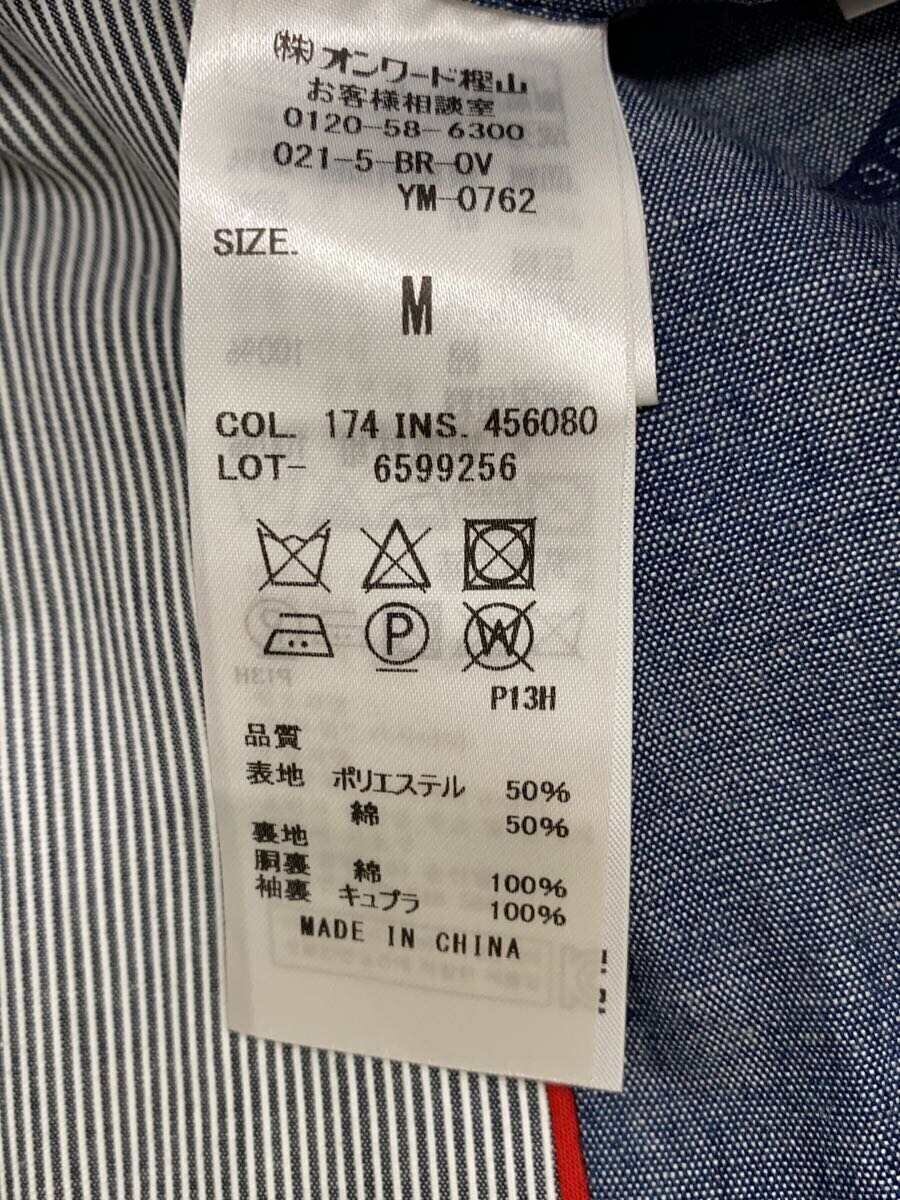 (株)オンワード樫山
お客様相談室
0120-58-6300
021-5-BR-OV
YM-0762
SIZE.
M
COL. 174 INS. 456080
LOT- 6599256
P
W
P13H
品質
表地 ポリエステル 50%
綿 50%
裏地
胴裏 綿 100%
袖裏 キュプラ 100%
MADE IN CHINA